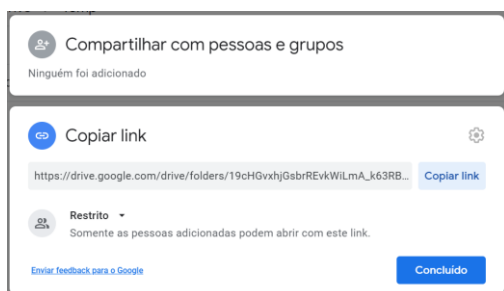 Compartilhar com pessoas e grupos
Ninguém foi adicionado
Copiar link
https://drive.google.com/drive/folders/19cHGvxhjGsbrREvkWiLmA_k63RB... Copiar link
Restrito
Somente as pessoas adicionadas podem abrir com este link.
Enviar feedback para o Google Concluído